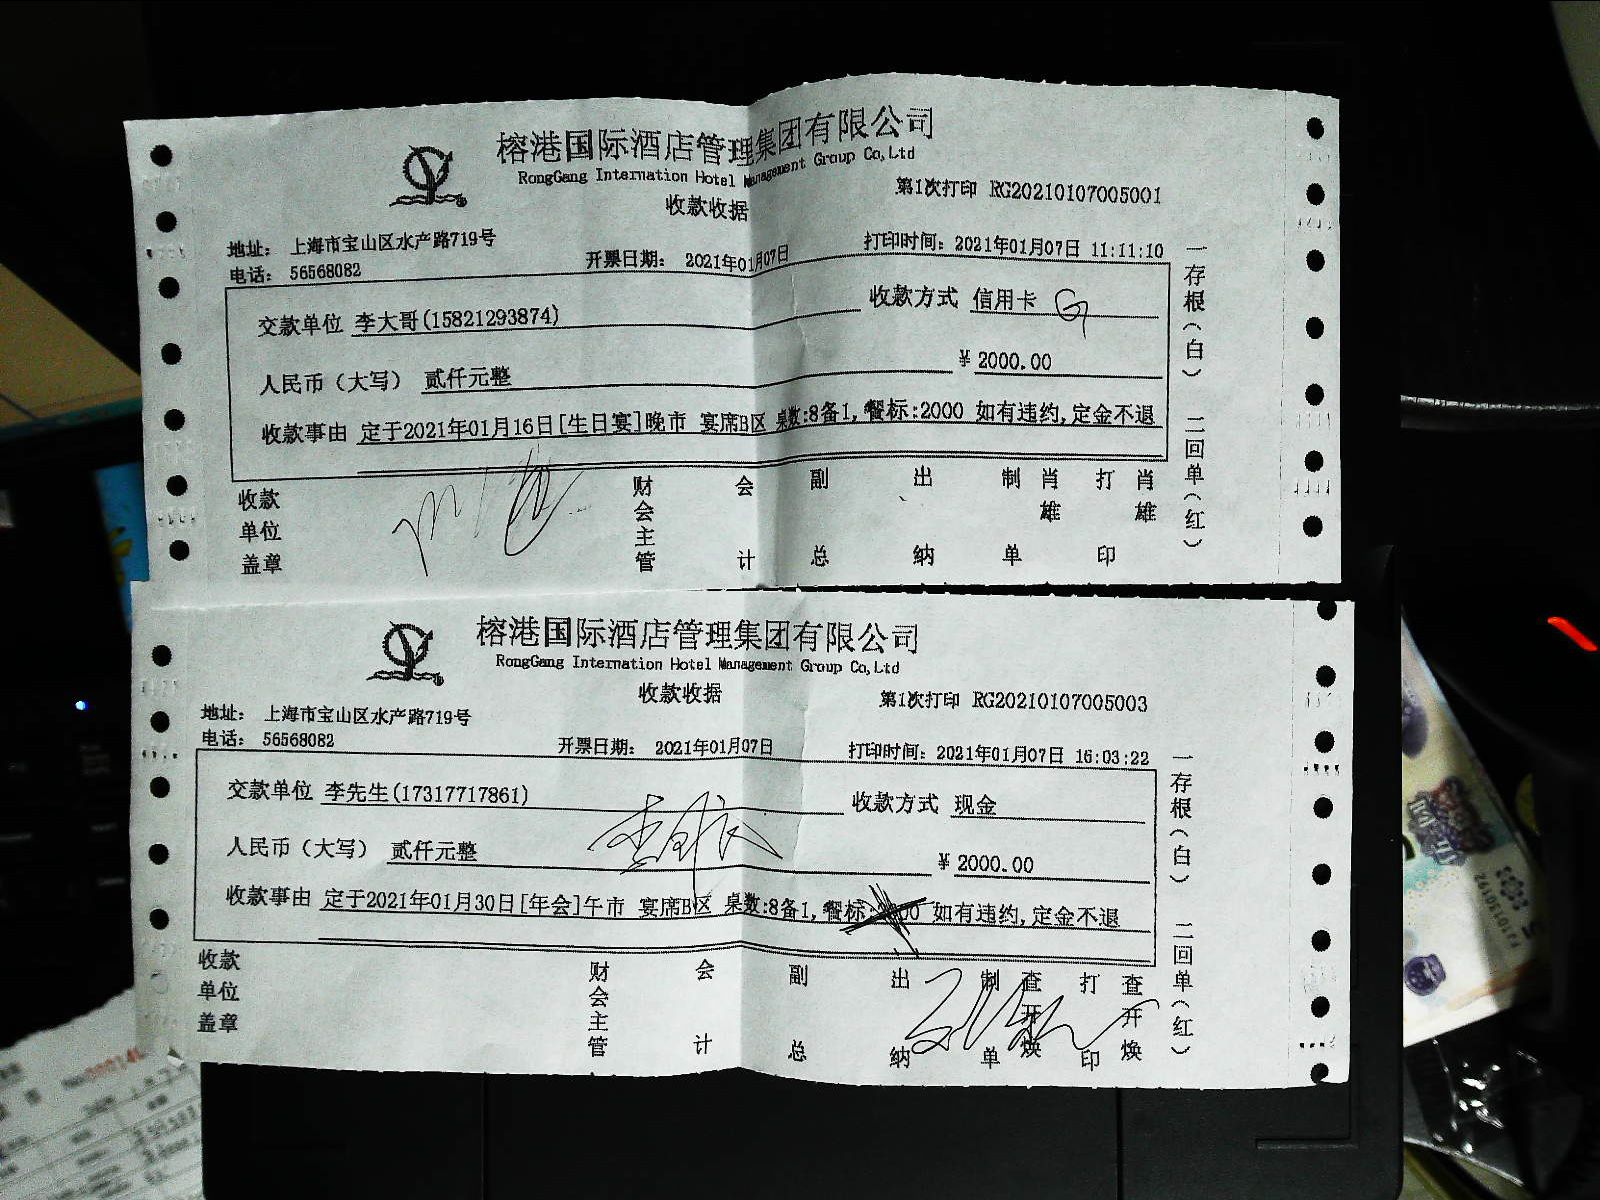 榕港国际酒店管理集团有限公司
RongGang Internation Hotel Management Group Co,Ltd
收款收据
第1次打印 RG20210107005001
地址： 上海市宝山区水产路719号
电话： 56568082
开票日期： 2021年01月07日
打印时间：2021年01月07日 11:11:10
交款单位 李大哥(15821293874)
收款方式 信用卡
人民币（大写） 贰仟元整
¥ 2000.00
收款事由 定于2021年01月16日[生日宴]晚市 宴席B区 桌数:8备1,餐标:2000 如有违约,定金不退
收款单位盖章
财会主管
会计
副总
出纳
制单
肖雄
打印
肖雄
一存根(白) 二回单(红)
榕港国际酒店管理集团有限公司
RongGang Internation Hotel Management Group Co,Ltd
收款收据
第1次打印 RG20210107005003
地址： 上海市宝山区水产路719号
电话： 56568082
开票日期： 2021年01月07日
打印时间：2021年01月07日 16:03:22
交款单位 李先生(17317717861)
收款方式 现金
人民币（大写） 贰仟元整
¥ 2000.00
收款事由 定于2021年01月30日[年会]午市 宴席B区 桌数:8备1,餐标: 如有违约,定金不退
收款单位盖章
财会主管
会计
副总
出纳
制单
查开焕
打印
查开焕
一存根(白) 二回单(红)